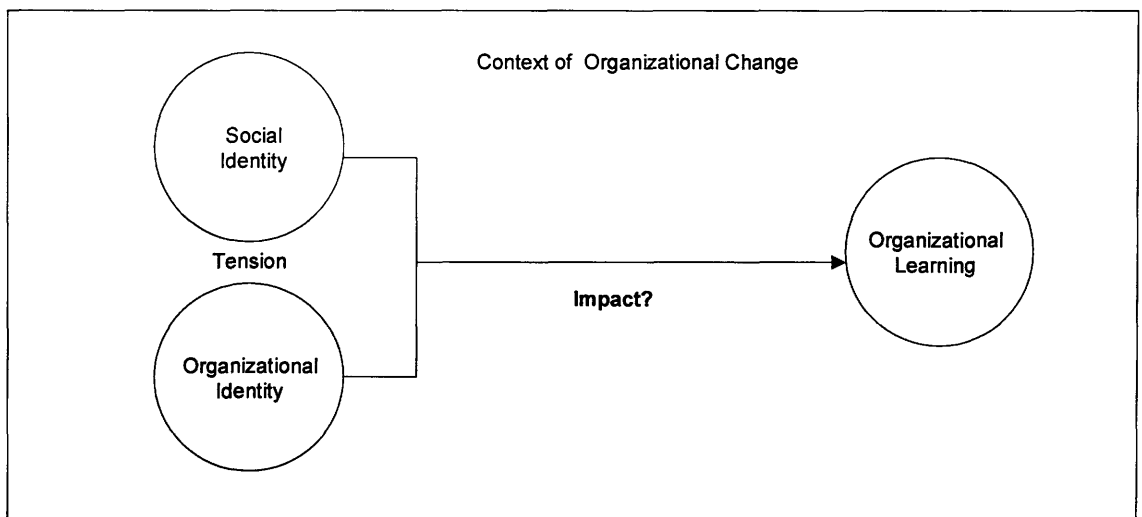 Context of Organizational Change
Social
Identity
Tension
Organizational
Identity
Impact?
Organizational
Learning